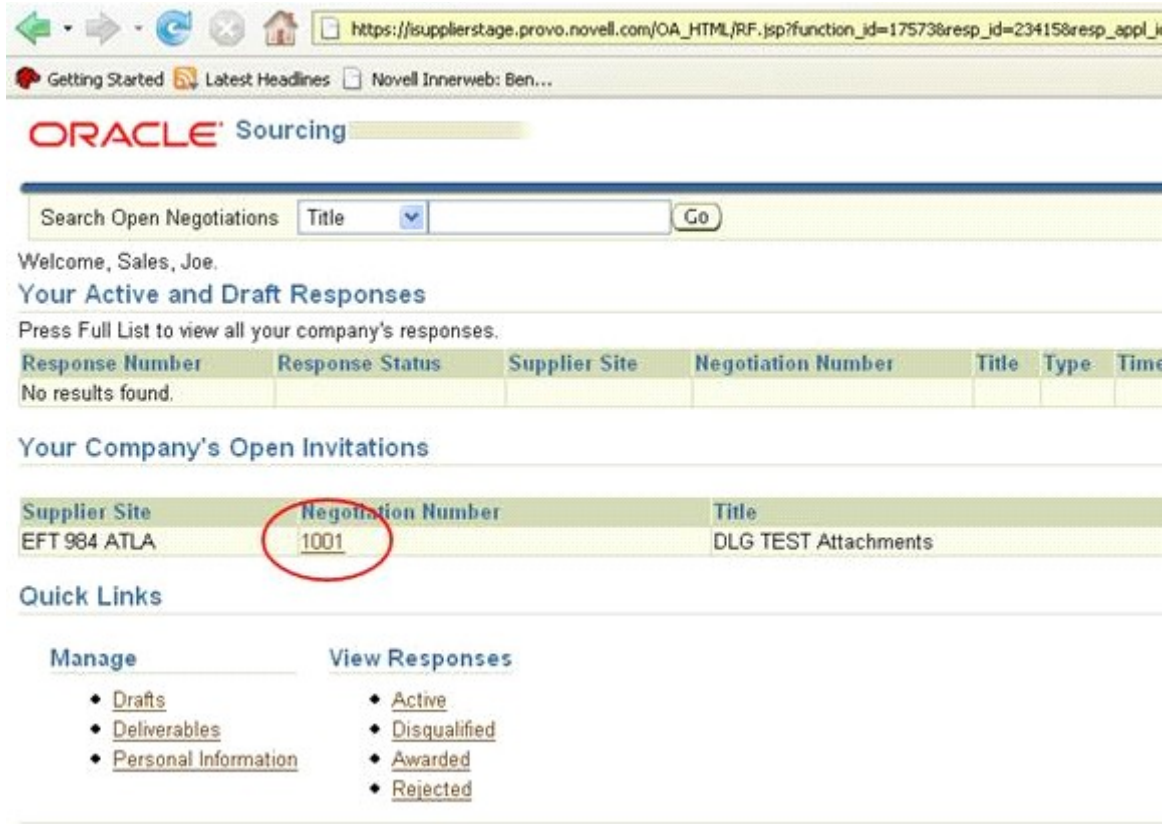 https://isupplierstage.provo.novell.com/OA_HTML/RF.jsp?function_id=17573&resp_id=23415&resp_appl_i
Getting Started Latest Headlines Novell Innerweb: Ben...
ORACLE Sourcing
Search Open Negotiations Title Go
Welcome, Sales, Joe.
Your Active and Draft Responses
Press Full List to view all your company's responses.
Response Number Response Status Supplier Site Negotiation Number Title Type Time
No results found.
Your Company's Open Invitations
Supplier Site Negotiation Number Title
EFT 984 ATLA 1001 DLG TEST Attachments
Quick Links
Manage View Responses
Drafts Active
Deliverables Disqualified
Personal Information Awarded
Rejected